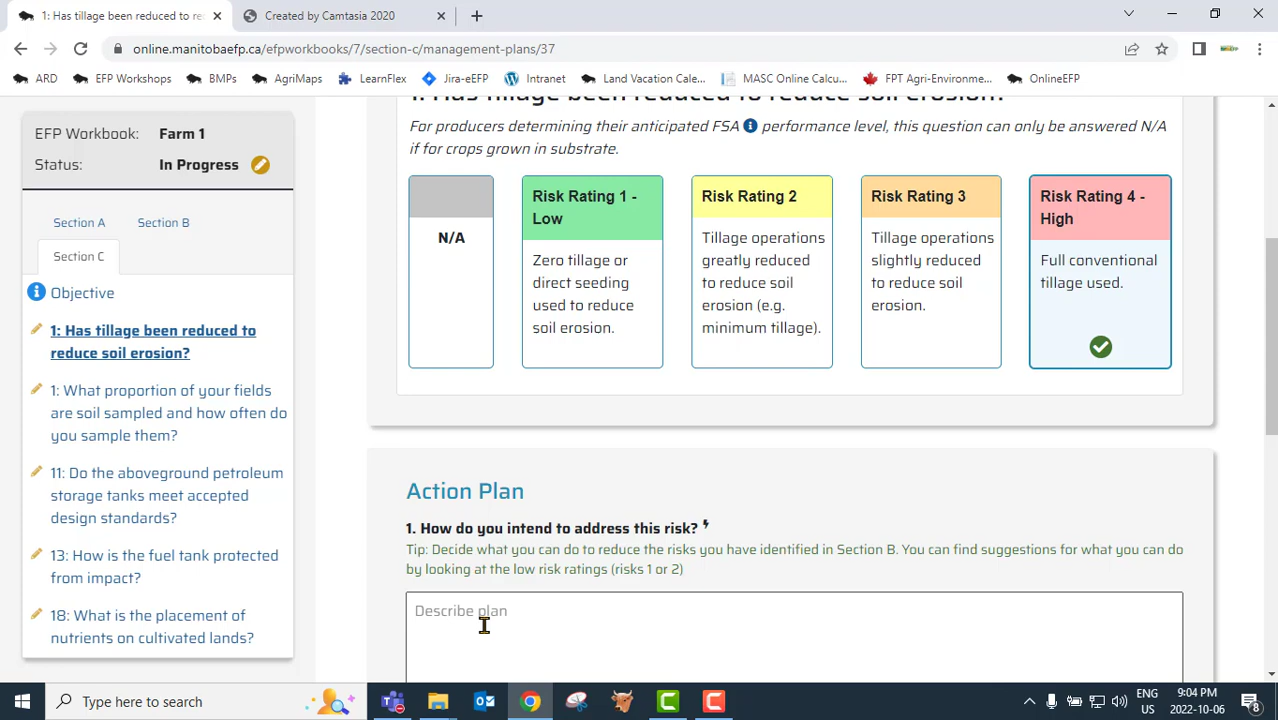 1: Has tillage been reduced to re
Created by Camtasia 2020
online.manitobaefp.ca/efpworkbooks/7/section-c/management-plans/37
ARD
EFP Workshops
BMPs
AgriMaps
LearnFlex
Jira-eEFP
Intranet
Land Vacation Cale...
MASC Online Calcu...
FPT Agri-Environme...
OnlineEFP
EFP Workbook: Farm 1
Status: In Progress
Section A
Section B
Section C
Objective
1: Has tillage been reduced to
reduce soil erosion?
1: What proportion of your fields
are soil sampled and how often do
you sample them?
11: Do the aboveground petroleum
storage tanks meet accepted
design standards?
13: How is the fuel tank protected
from impact?
18: What is the placement of
nutrients on cultivated lands?
1. Has tillage been reduced to reduce soil erosion?
For producers determining their anticipated FSA performance level, this question can only be answered N/A
if for crops grown in substrate.
N/A
Risk Rating 1 -
Low
Zero tillage or
direct seeding
used to reduce
soil erosion.
Risk Rating 2
Tillage operations
greatly reduced
to reduce soil
erosion (e.g.
minimum tillage).
Risk Rating 3
Tillage operations
slightly reduced
to reduce soil
erosion.
Risk Rating 4 -
High
Full conventional
tillage used.
Action Plan
1. How do you intend to address this risk?
Tip: Decide what you can do to reduce the risks you have identified in Section B. You can find suggestions for what you can do
by looking at the low risk ratings (risks 1 or 2)
Describe plan
Type here to search
ENG
US
9:04 PM
2022-10-06
8